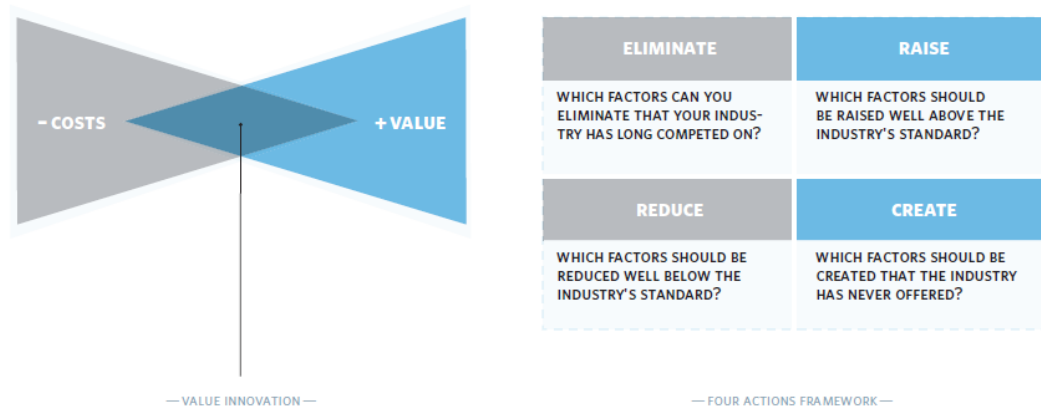 − COSTS
+ VALUE
— VALUE INNOVATION —
ELIMINATE
WHICH FACTORS CAN YOU
ELIMINATE THAT YOUR INDUS-
TRY HAS LONG COMPETED ON?
RAISE
WHICH FACTORS SHOULD
BE RAISED WELL ABOVE THE
INDUSTRY'S STANDARD?
REDUCE
WHICH FACTORS SHOULD BE
REDUCED WELL BELOW THE
INDUSTRY'S STANDARD?
CREATE
WHICH FACTORS SHOULD BE
CREATED THAT THE INDUSTRY
HAS NEVER OFFERED?
— FOUR ACTIONS FRAMEWORK —